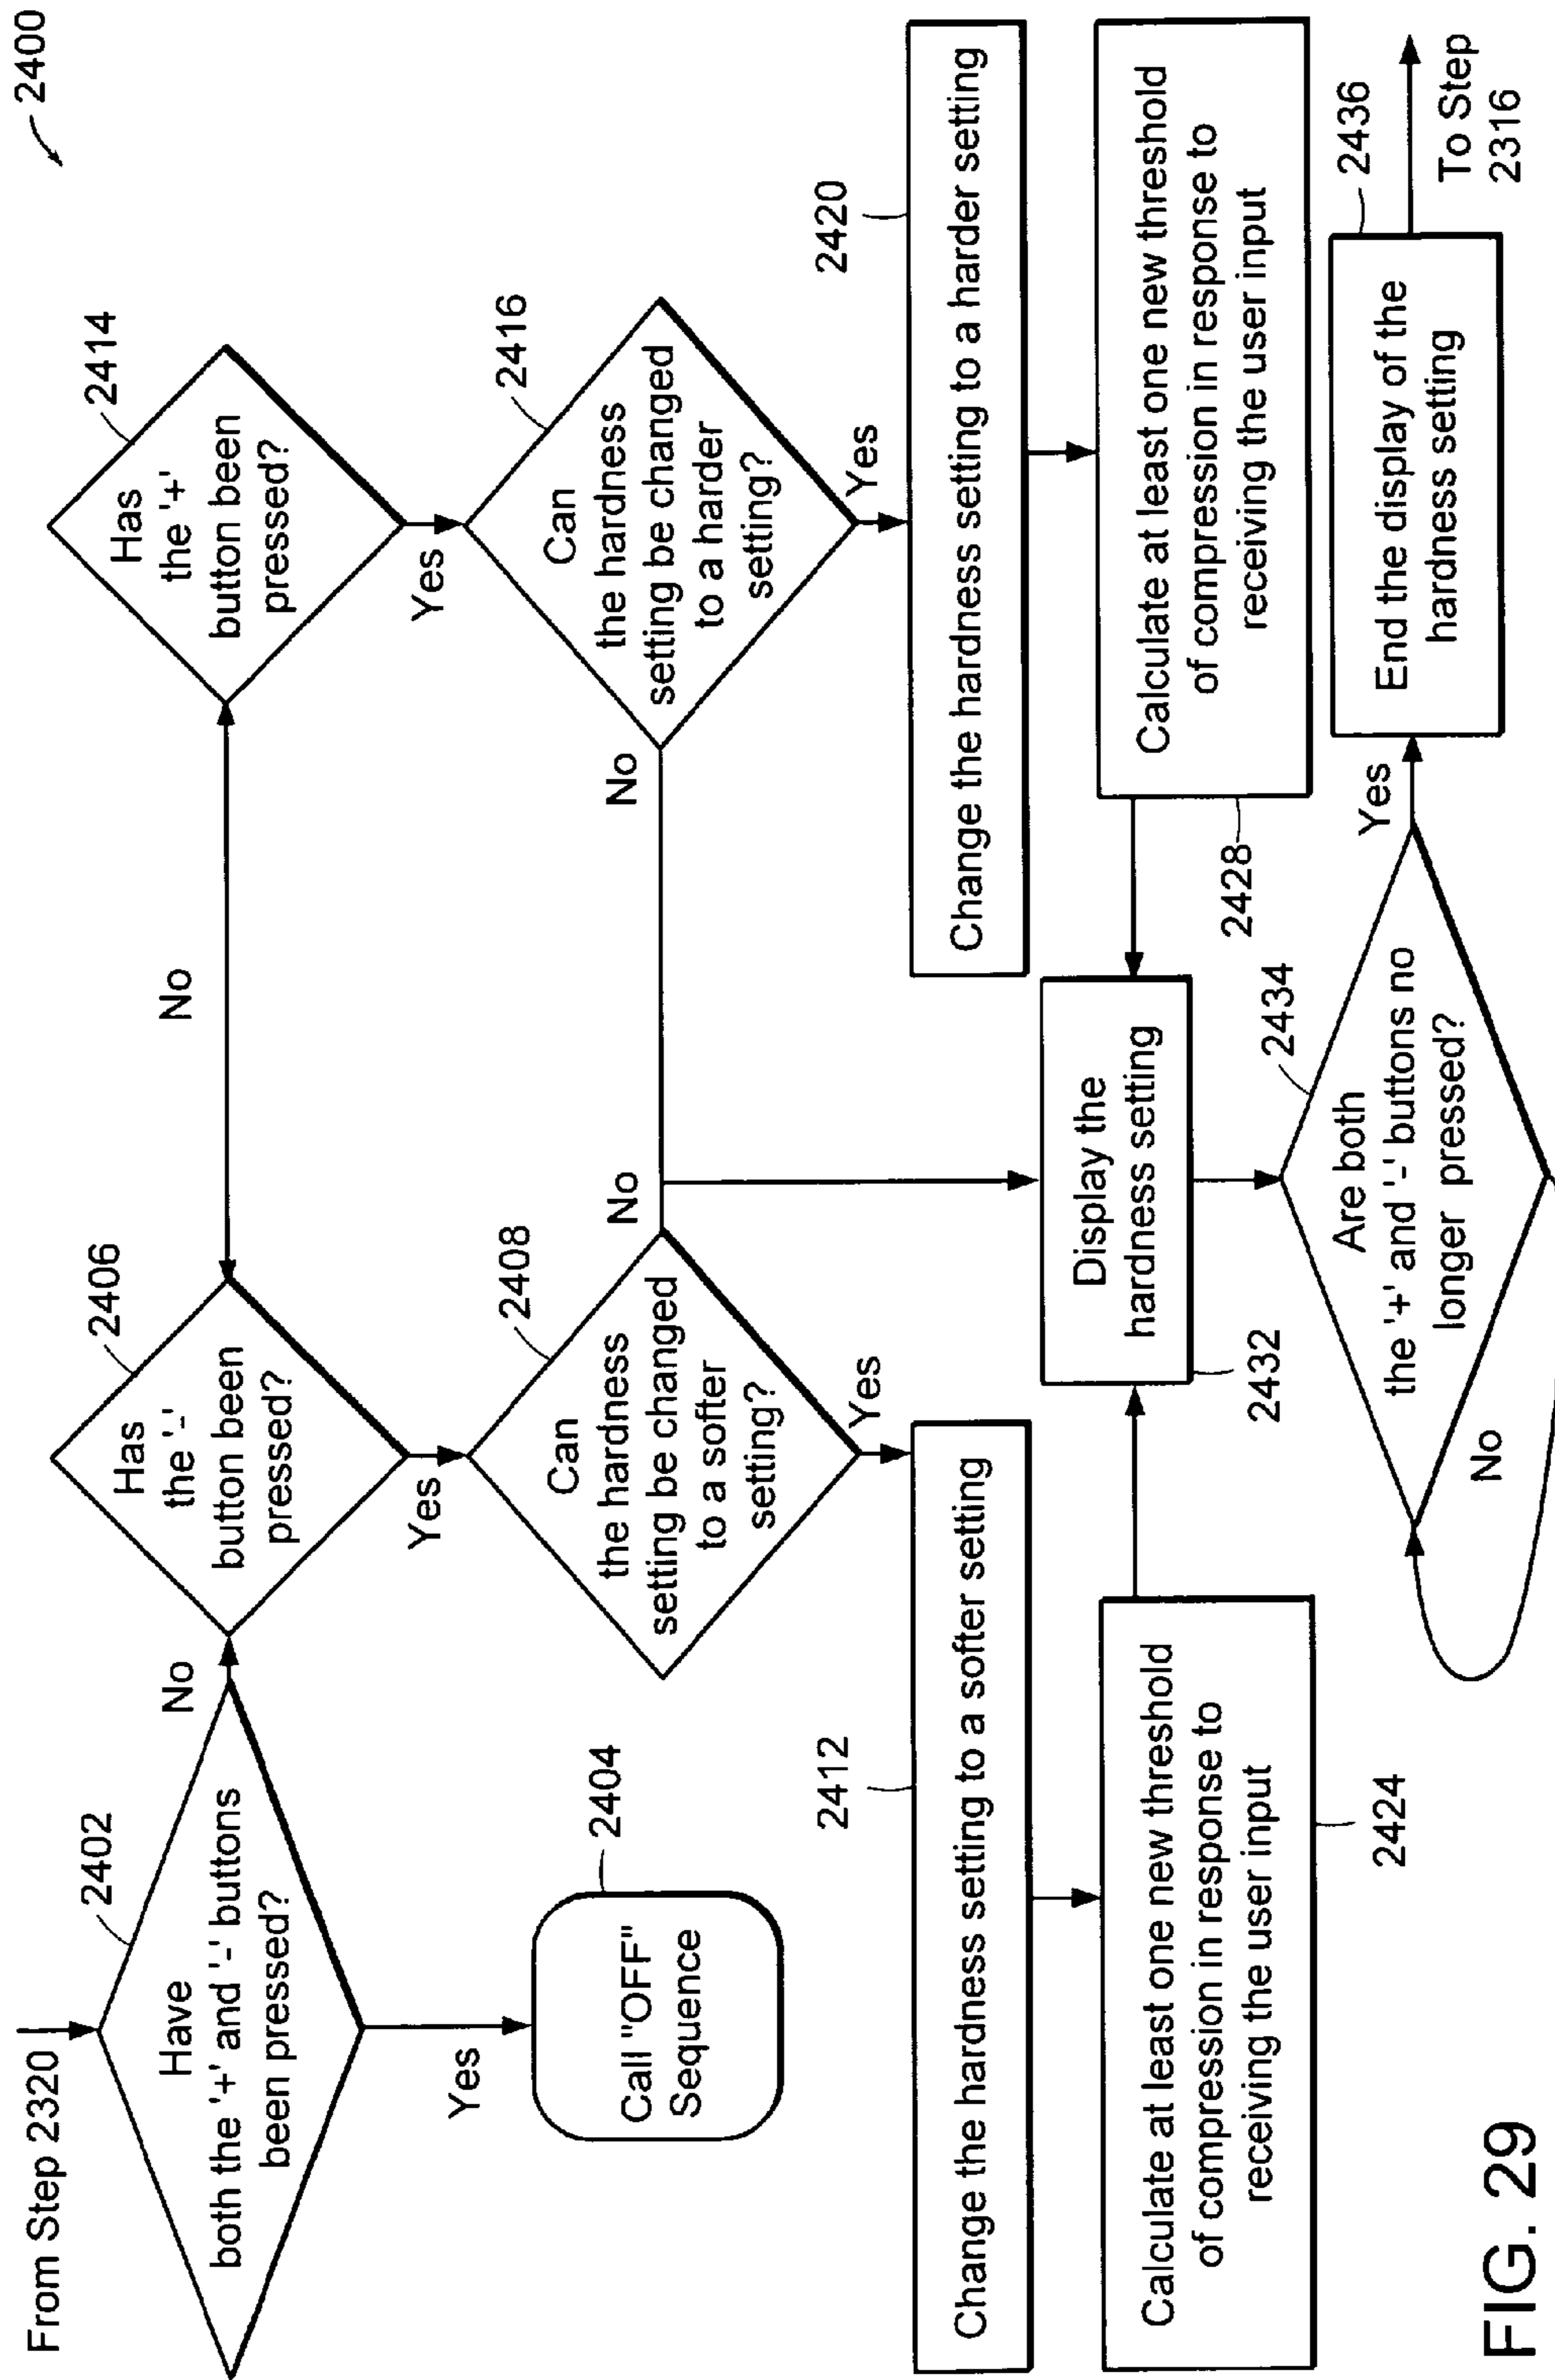 2400
From Step 2320
2402
Have
both the '+' and '-' buttons
been pressed?
No
Yes
2404
Call "OFF"
Sequence
2406
Has
the '-'
button been
pressed?
No
Yes
2414
Has
the '+'
button been
pressed?
Yes
2408
Can
the hardness
setting be changed
to a softer
setting?
No
Yes
2416
Can
the hardness
setting be changed
to a harder
setting?
No
Yes
2412
Change the hardness setting to a softer setting
2420
Change the hardness setting to a harder setting
Calculate at least one new threshold
of compression in response to
receiving the user input
2424
Display the
hardness setting
2432
Calculate at least one new threshold
of compression in response to
receiving the user input
2428
2434
Are both
the '+' and '-' buttons no
longer pressed?
No
Yes
2436
End the display of the
hardness setting
To Step
2316
FIG. 29